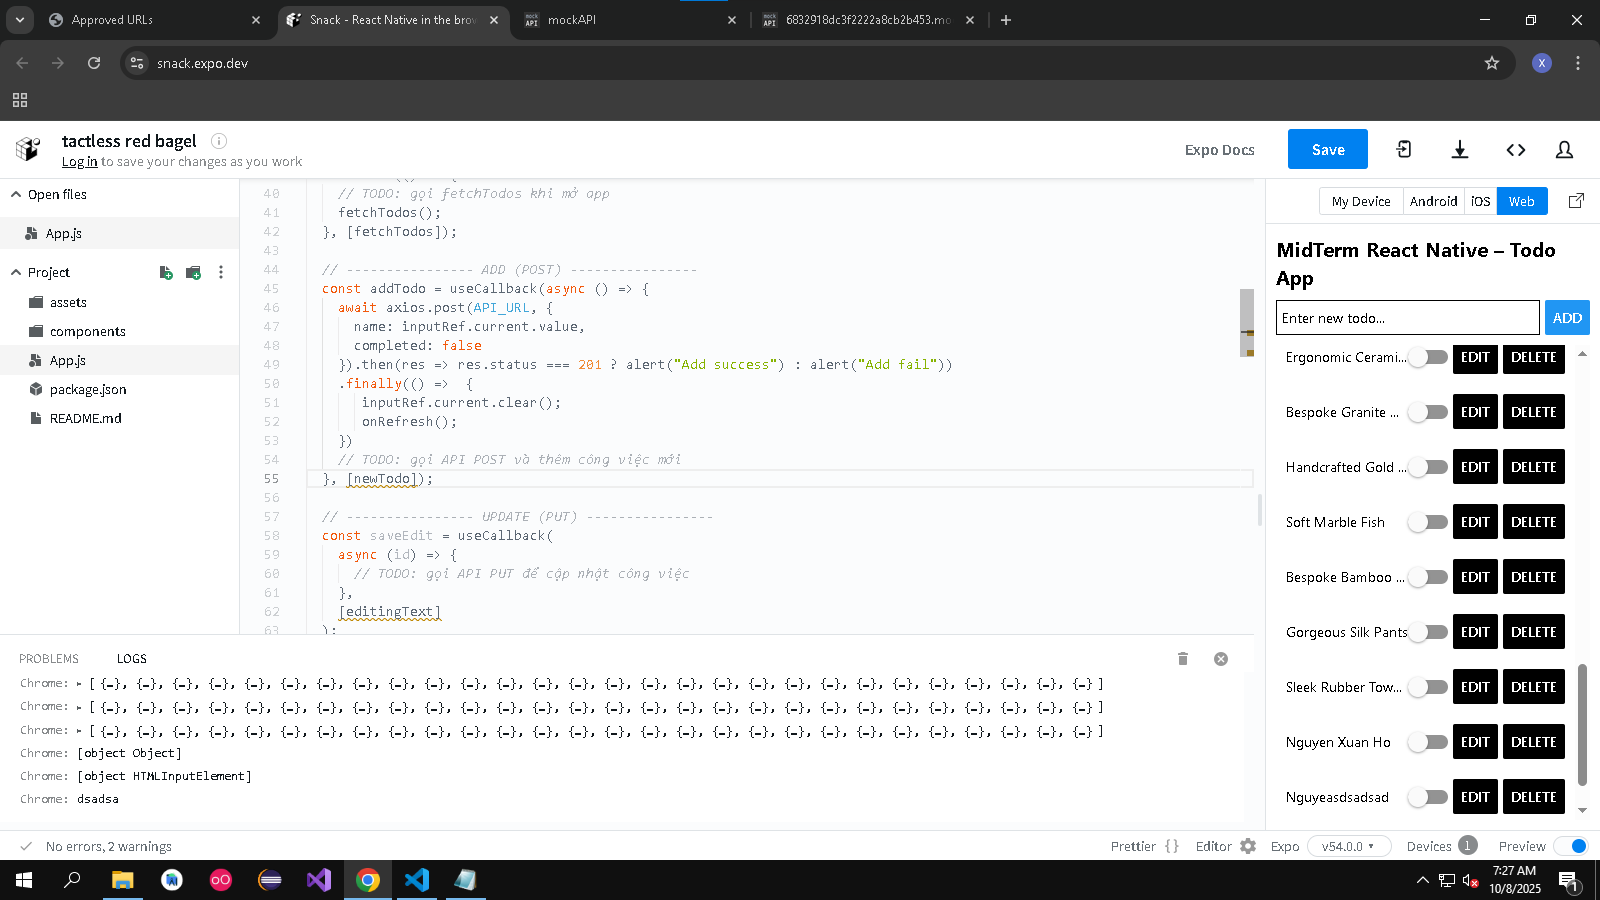 Approved URLs
Snack - React Native in the brow
mockAPI
6832918dc3f2222a8cb2b453.mo
snack.expo.dev
X
tactless red bagel
Log in to save your changes as you work
Expo Docs
Save
Open files
App.js
Project
assets
components
App.js
package.json
README.md
40 // TODO: gọi fetchTodos khi mở app
41 fetchTodos();
42 }, [fetchTodos]);
43
44 // ---------------- ADD (POST) ----------------
45 const addTodo = useCallback(async () => {
46 await axios.post(API_URL, {
47 name: inputRef.current.value,
48 completed: false
49 }).then(res => res.status === 201 ? alert("Add success") : alert("Add fail"))
50 .finally(() => {
51 inputRef.current.clear();
52 onRefresh();
53 })
54 // TODO: gọi API POST và thêm công việc mới
55 }, [newTodo]);
56
57 // ---------------- UPDATE (PUT) ----------------
58 const saveEdit = useCallback(
59 async (id) => {
60 // TODO: gọi API PUT để cập nhật công việc
61 },
62 [editingText]
63 );
My Device
Android
iOS
Web
MidTerm React Native – Todo
App
Enter new todo...
ADD
Ergonomic Cerami... EDIT DELETE
Bespoke Granite ... EDIT DELETE
Handcrafted Gold ... EDIT DELETE
Soft Marble Fish EDIT DELETE
Bespoke Bamboo ... EDIT DELETE
Gorgeous Silk Pants EDIT DELETE
Sleek Rubber Tow... EDIT DELETE
Nguyen Xuan Ho EDIT DELETE
Nguyeasdsadsad EDIT DELETE
PROBLEMS
LOGS
Chrome: ▸ [ {…}, {…}, {…}, {…}, {…}, {…}, {…}, {…}, {…}, {…}, {…}, {…}, {…}, {…}, {…}, {…}, {…}, {…}, {…}, {…}, {…}, {…}, {…}, {…}, {…}, {…}, {…}, {…} ]
Chrome: ▸ [ {…}, {…}, {…}, {…}, {…}, {…}, {…}, {…}, {…}, {…}, {…}, {…}, {…}, {…}, {…}, {…}, {…}, {…}, {…}, {…}, {…}, {…}, {…}, {…}, {…}, {…}, {…}, {…} ]
Chrome: ▸ [ {…}, {…}, {…}, {…}, {…}, {…}, {…}, {…}, {…}, {…}, {…}, {…}, {…}, {…}, {…}, {…}, {…}, {…}, {…}, {…}, {…}, {…}, {…}, {…}, {…}, {…}, {…}, {…} ]
Chrome: [object Object]
Chrome: [object HTMLInputElement]
Chrome: dsadsa
No errors, 2 warnings
Prettier {}
Editor
Expo
v54.0.0
Devices 1
Preview
7:27 AM
10/8/2025
1